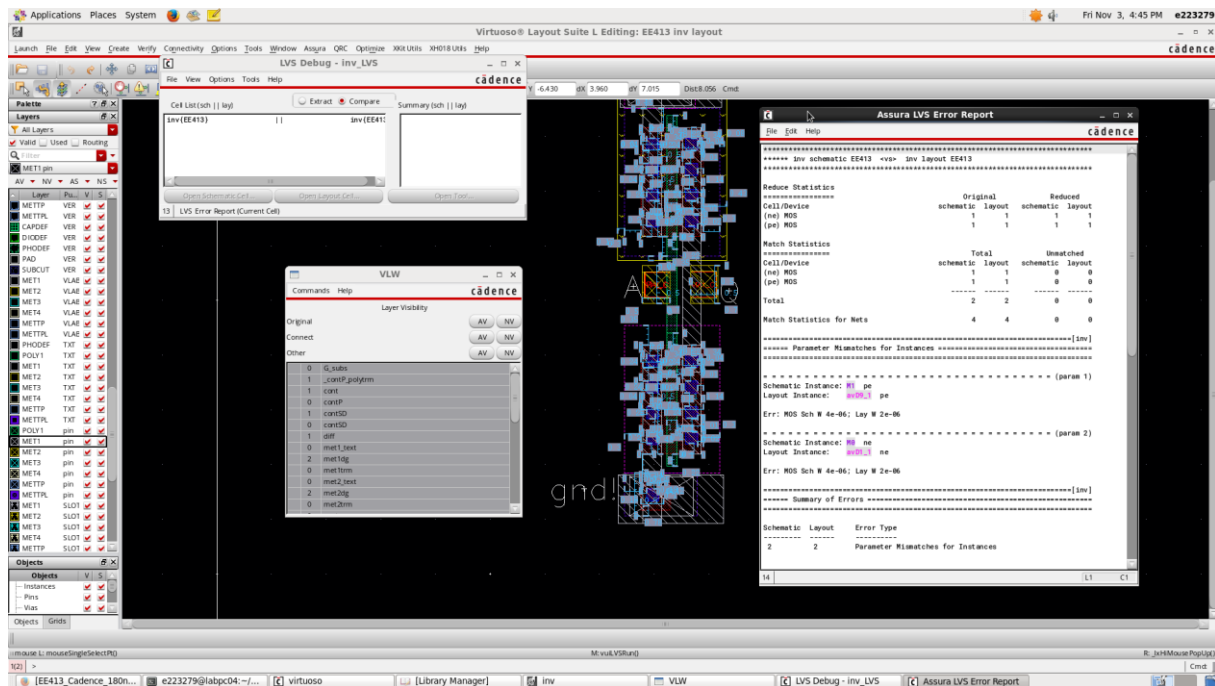 Applications Places System Fri Nov 3, 4:45 PM e223279
Virtuoso® Layout Suite L Editing: EE413 inv layout
Launch File Edit View Create Verify Connectivity Options Tools Window Assura QRC Optimize XKit Utils XH018 Utils Help cādence
Y -6.430 dX 3.960 dY 7.015 Dist:8.056 Cmd:
LVS Debug - inv_LVS
File View Options Tools Help cādence
Cell List (sch || lay) Extract Compare Summary (sch || lay)
inv{EE413} || inv{EE413
Open Schematic Cell... Open Layout Cell... Open Tool...
13 LVS Error Report (Current Cell)
Palette
Layers
All Layers
Valid Used Routing
Filter
MET1 pin
AV NV AS NS
Layer Pu... V S
METTP VER
METTPL VER
CAPDEF VER
DIODEF VER
PHODEF VER
PAD VER
SUBCUT VER
MET1 VLAE
MET2 VLAE
MET3 VLAE
MET4 VLAE
METTP VLAE
METTPL VLAE
PHODEF TXT
POLY1 TXT
MET1 TXT
MET2 TXT
MET3 TXT
MET4 TXT
METTP TXT
METTPL TXT
POLY1 pin
MET1 pin
MET2 pin
MET3 pin
MET4 pin
METTP pin
METTPL pin
MET1 SLOT
MET2 SLOT
MET3 SLOT
MET4 SLOT
METTP SLOT
Objects
Objects V S
Instances
Pins
Vias
Objects Grids
VLW
Commands Help cādence
Layer Visibility
Original AV NV
Connect AV NV
Other AV NV
0 G_subs
1 _contP_polytrm
1 cont
0 contP
1 contSD
0 contSD
1 diff
0 met1_text
2 met1dg
0 met1trm
0 met2_text
2 met2dg
0 met2trm
A Q
gnd!
Assura LVS Error Report
File Edit Help cādence
****** inv schematic EE413 <vs> inv layout EE413
Reduce Statistics
Original Reduced
Cell/Device schematic layout schematic layout
(ne) MOS 1 1 1 1
(pe) MOS 1 1 1 1
Match Statistics
Total Unmatched
Cell/Device schematic layout schematic layout
(ne) MOS 1 1 0 0
(pe) MOS 1 1 0 0
Total 2 2 0 0
Match Statistics for Nets 4 4 0 0
[inv]
====== Parameter Mismatches for Instances
(param 1)
Schematic Instance: M1 pe
Layout Instance: avD9_1 pe
Err: MOS Sch W 4e-06; Lay W 2e-06
(param 2)
Schematic Instance: M0 ne
Layout Instance: avD1_1 ne
Err: MOS Sch W 4e-06; Lay W 2e-06
[inv]
====== Summary of Errors
Schematic Layout Error Type
2 2 Parameter Mismatches for Instances
14 L1 C1
mouse L: mouseSingleSelectPt() M: vuiLVSRun() R: _lxHiMousePopUp()
1(2) > Cmd:
[EE413_Cadence_180n... e223279@labpc04:~/... virtuoso [Library Manager] inv VLW LVS Debug - inv_LVS Assura LVS Error Report